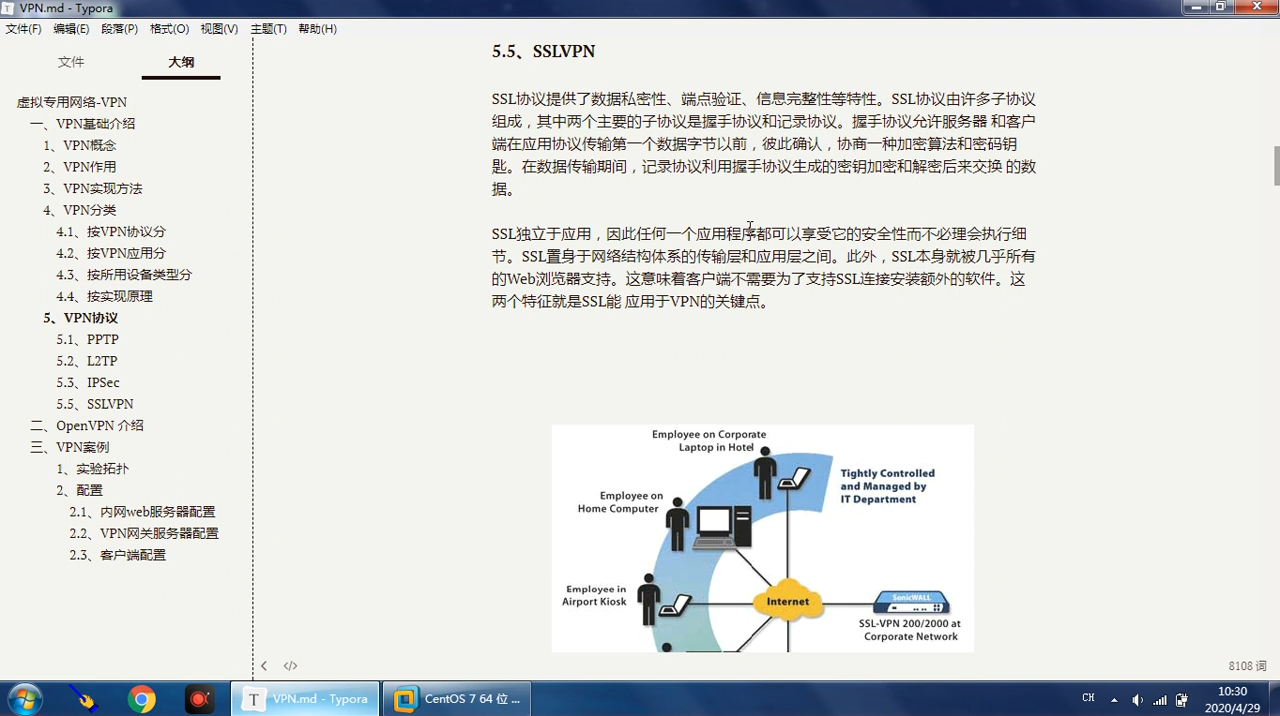 VPN.md - Typora
文件(F) 编辑(E) 段落(P) 格式(O) 视图(V) 主题(T) 帮助(H)
文件 大纲
虚拟专用网络-VPN
一、VPN基础介绍
1、VPN概念
2、VPN作用
3、VPN实现方法
4、VPN分类
4.1、按VPN协议分
4.2、按VPN应用分
4.3、按所用设备类型分
4.4、按实现原理
5、VPN协议
5.1、PPTP
5.2、L2TP
5.3、IPSec
5.5、SSLVPN
二、OpenVPN 介绍
三、VPN案例
1、实验拓扑
2、配置
2.1、内网web服务器配置
2.2、VPN网关服务器配置
2.3、客户端配置
5.5、SSLVPN
SSL协议提供了数据私密性、端点验证、信息完整性等特性。SSL协议由许多子协议
组成，其中两个主要的子协议是握手协议和记录协议。握手协议允许服务器 和客户
端在应用协议传输第一个数据字节以前，彼此确认，协商一种加密算法和密码钥
匙。在数据传输期间，记录协议利用握手协议生成的密钥加密和解密后来交换 的数
据。
SSL独立于应用，因此任何一个应用程序都可以享受它的安全性而不必理会执行细
节。SSL置身于网络结构体系的传输层和应用层之间。此外，SSL本身就被几乎所有
的Web浏览器支持。这意味着客户端不需要为了支持SSL连接安装额外的软件。这
两个特征就是SSL能 应用于VPN的关键点。
Employee on Corporate
Laptop in Hotel
Tightly Controlled
and Managed by
IT Department
Employee on
Home Computer
Employee in
Airport Kiosk
Internet
SonicWALL
SSL-VPN 200/2000 at
Corporate Network
8108 词
VPN.md - Typora
CentOS 7 64 位 ...
CH
10:30
2020/4/29